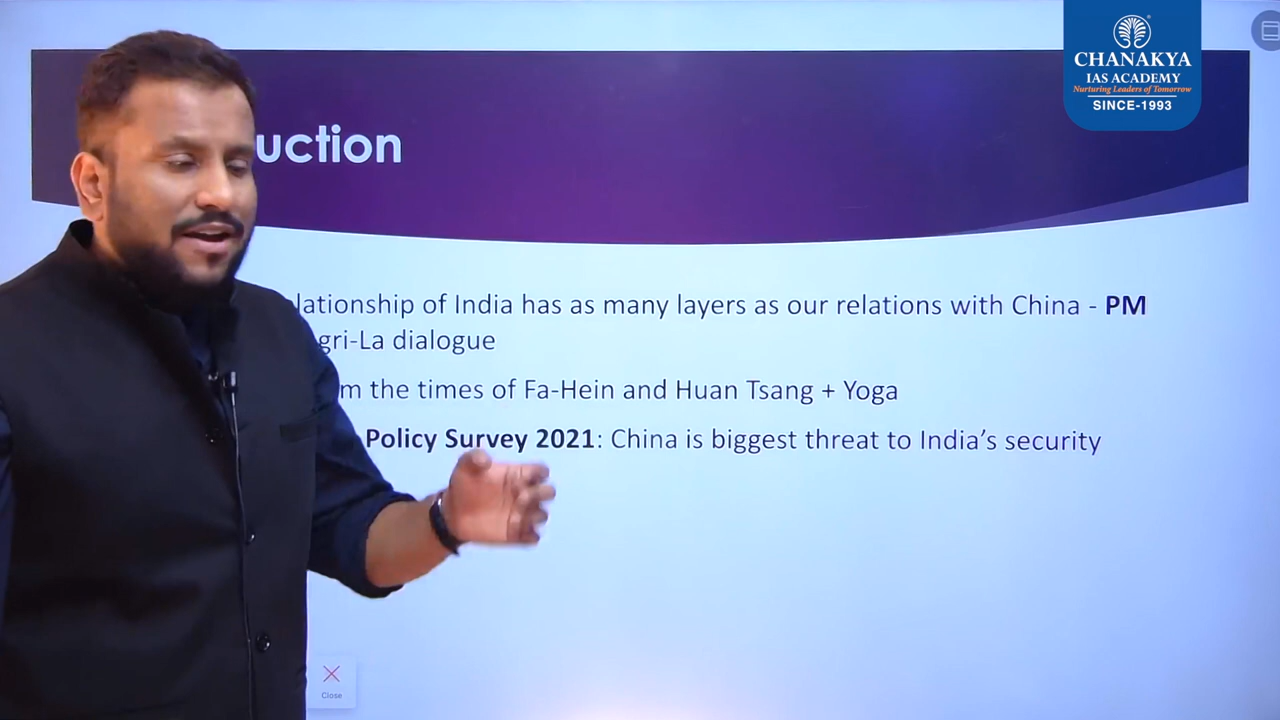 CHANAKYA
IAS ACADEMY
Nurturing Leaders of Tomorrow
SINCE-1993
uction
lationship of India has as many layers as our relations with China - PM
gri-La dialogue
m the times of Fa-Hein and Huan Tsang + Yoga
Policy Survey 2021: China is biggest threat to India's security
Close